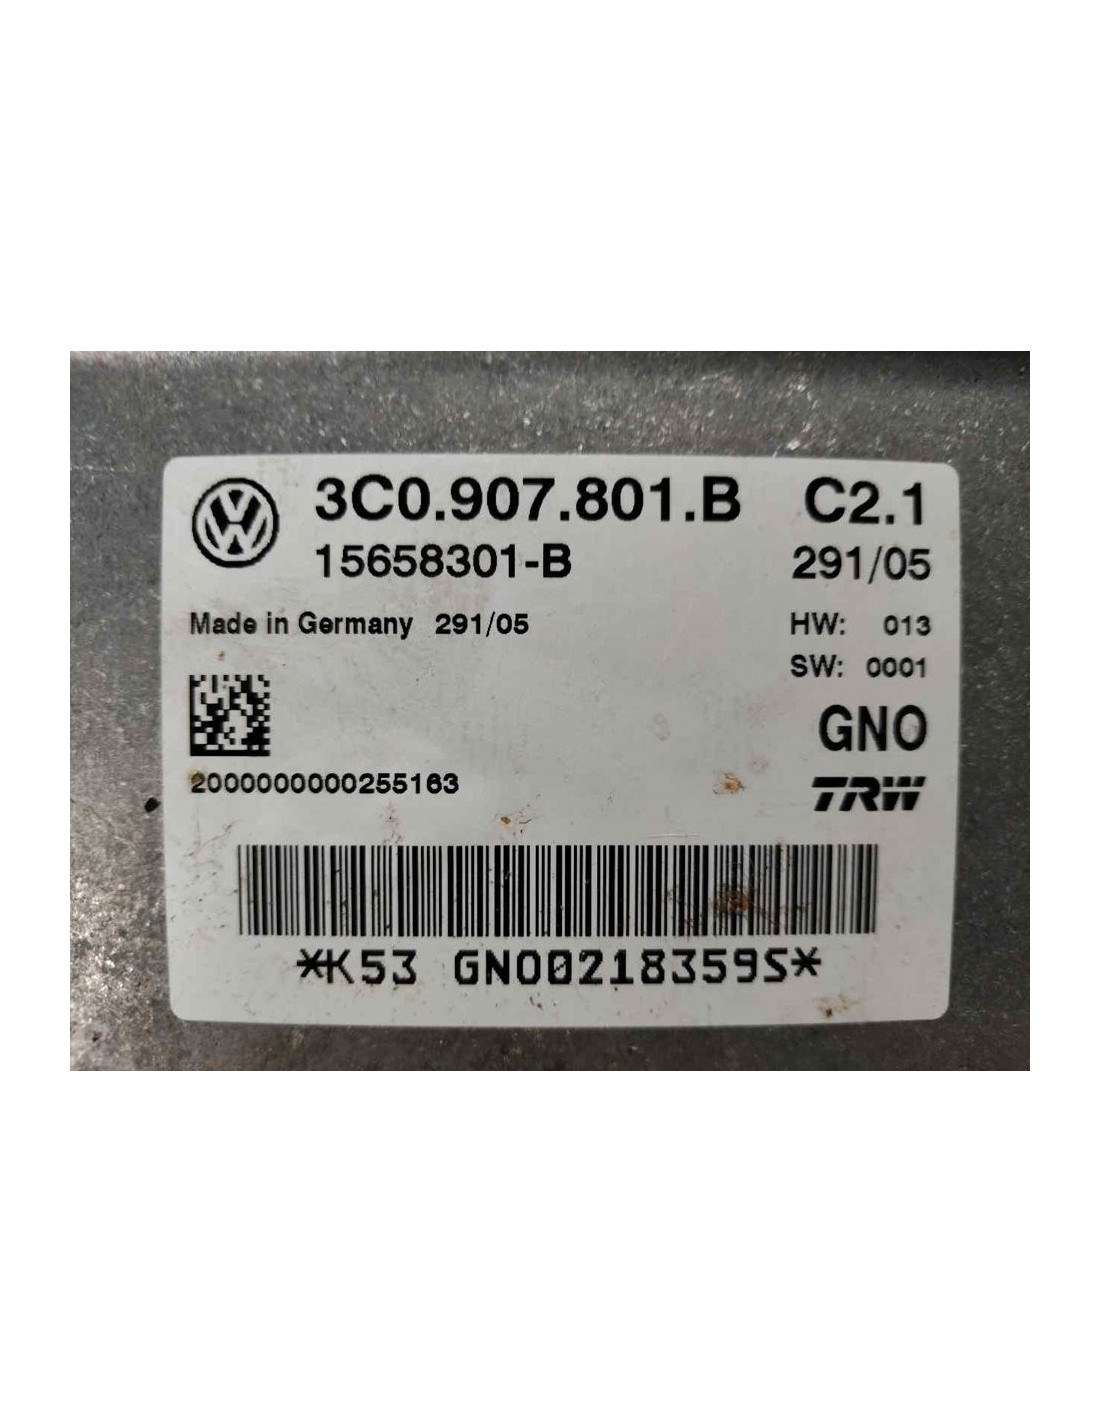 3C0.907.801.B C2.1
15658301-B 291/05
Made in Germany 291/05 HW: 013
SW: 0001
GNO
2000000000255163 TRW
*K53 GNO0218359S*